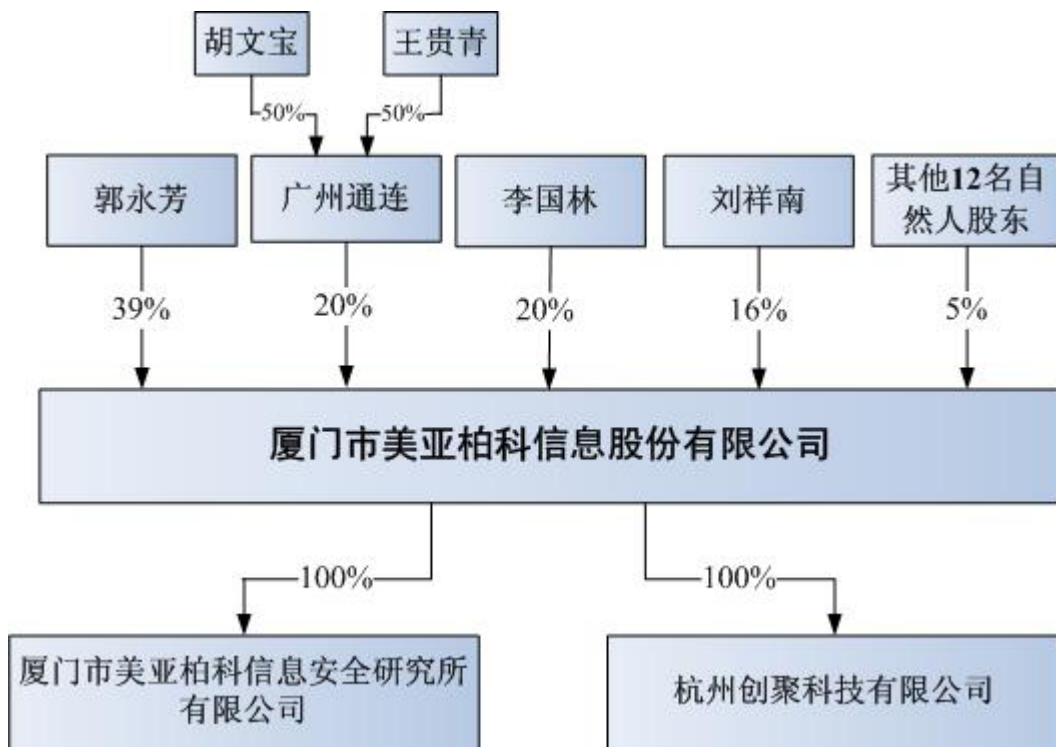 胡文宝
王贵青
50%
50%
郭永芳
广州通连
李国林
刘祥南
其他12名自
然人股东
39%
20%
20%
16%
5%
厦门市美亚柏科信息股份有限公司
100%
100%
厦门市美亚柏科信息安全研究所
有限公司
杭州创聚科技有限公司